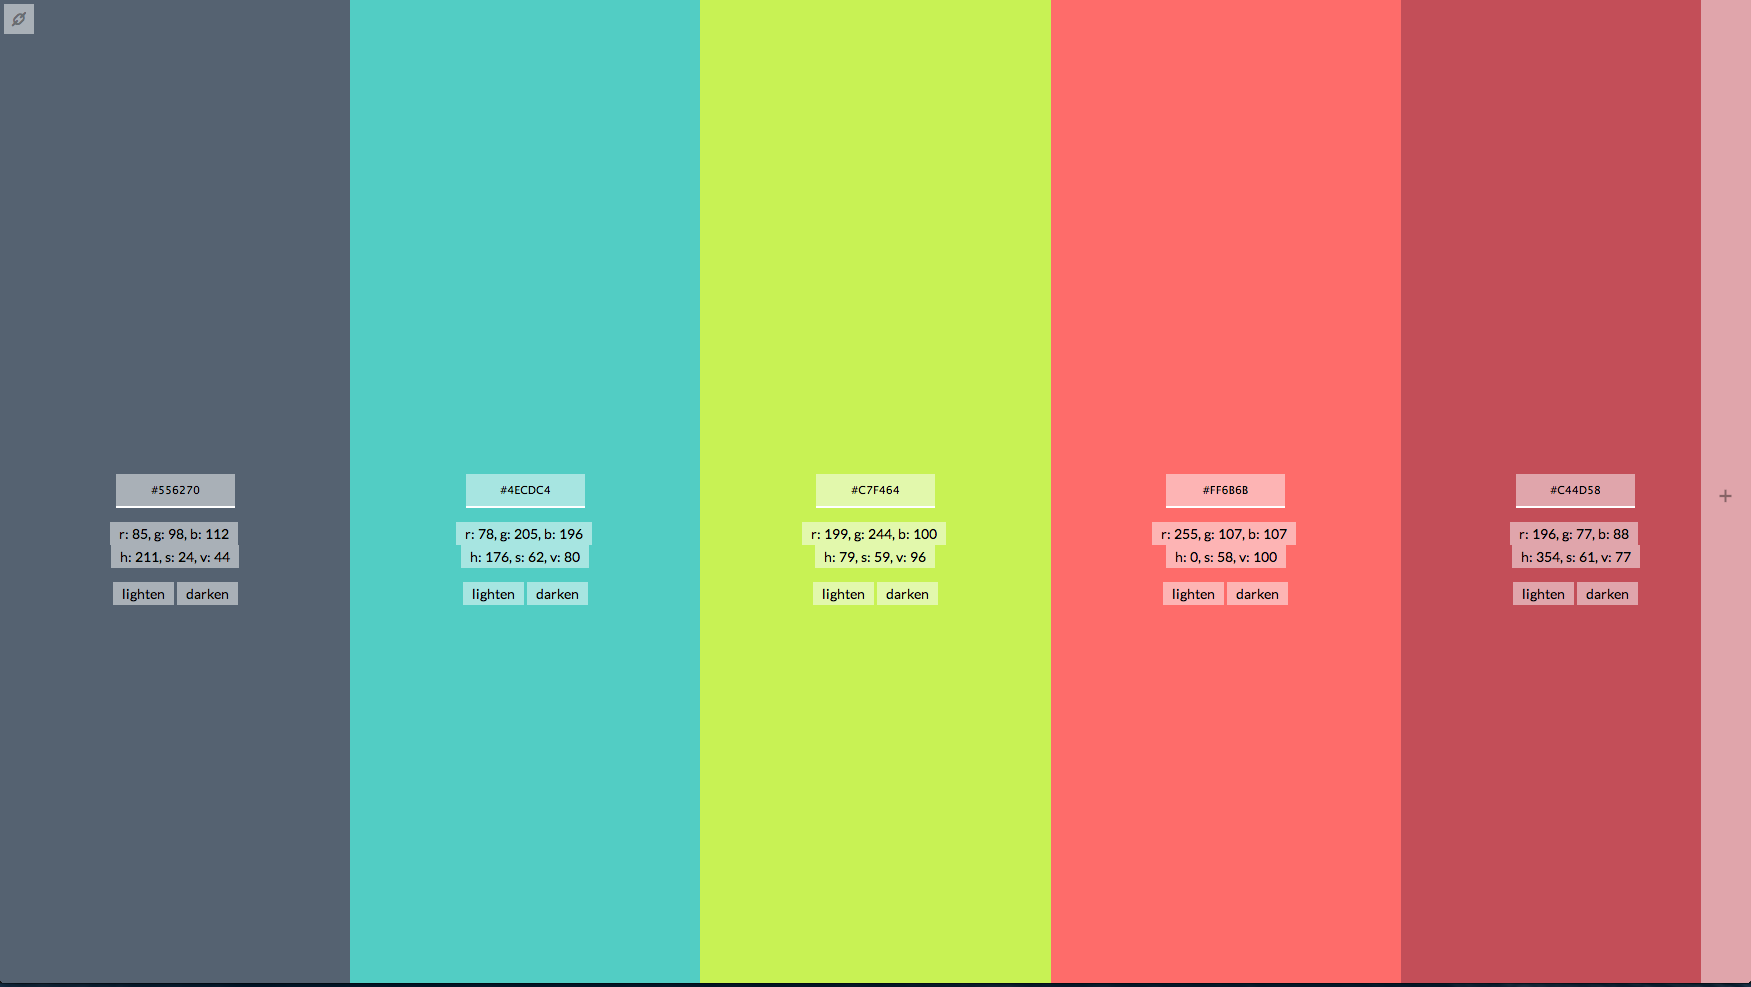 #556270
r: 85, g: 98, b: 112
h: 211, s: 24, v: 44
lighten darken
#4ECDC4
r: 78, g: 205, b: 196
h: 176, s: 62, v: 80
lighten darken
#C7F464
r: 199, g: 244, b: 100
h: 79, s: 59, v: 96
lighten darken
#FF6B6B
r: 255, g: 107, b: 107
h: 0, s: 58, v: 100
lighten darken
#C44D58
r: 196, g: 77, b: 88
h: 354, s: 61, v: 77
lighten darken
+